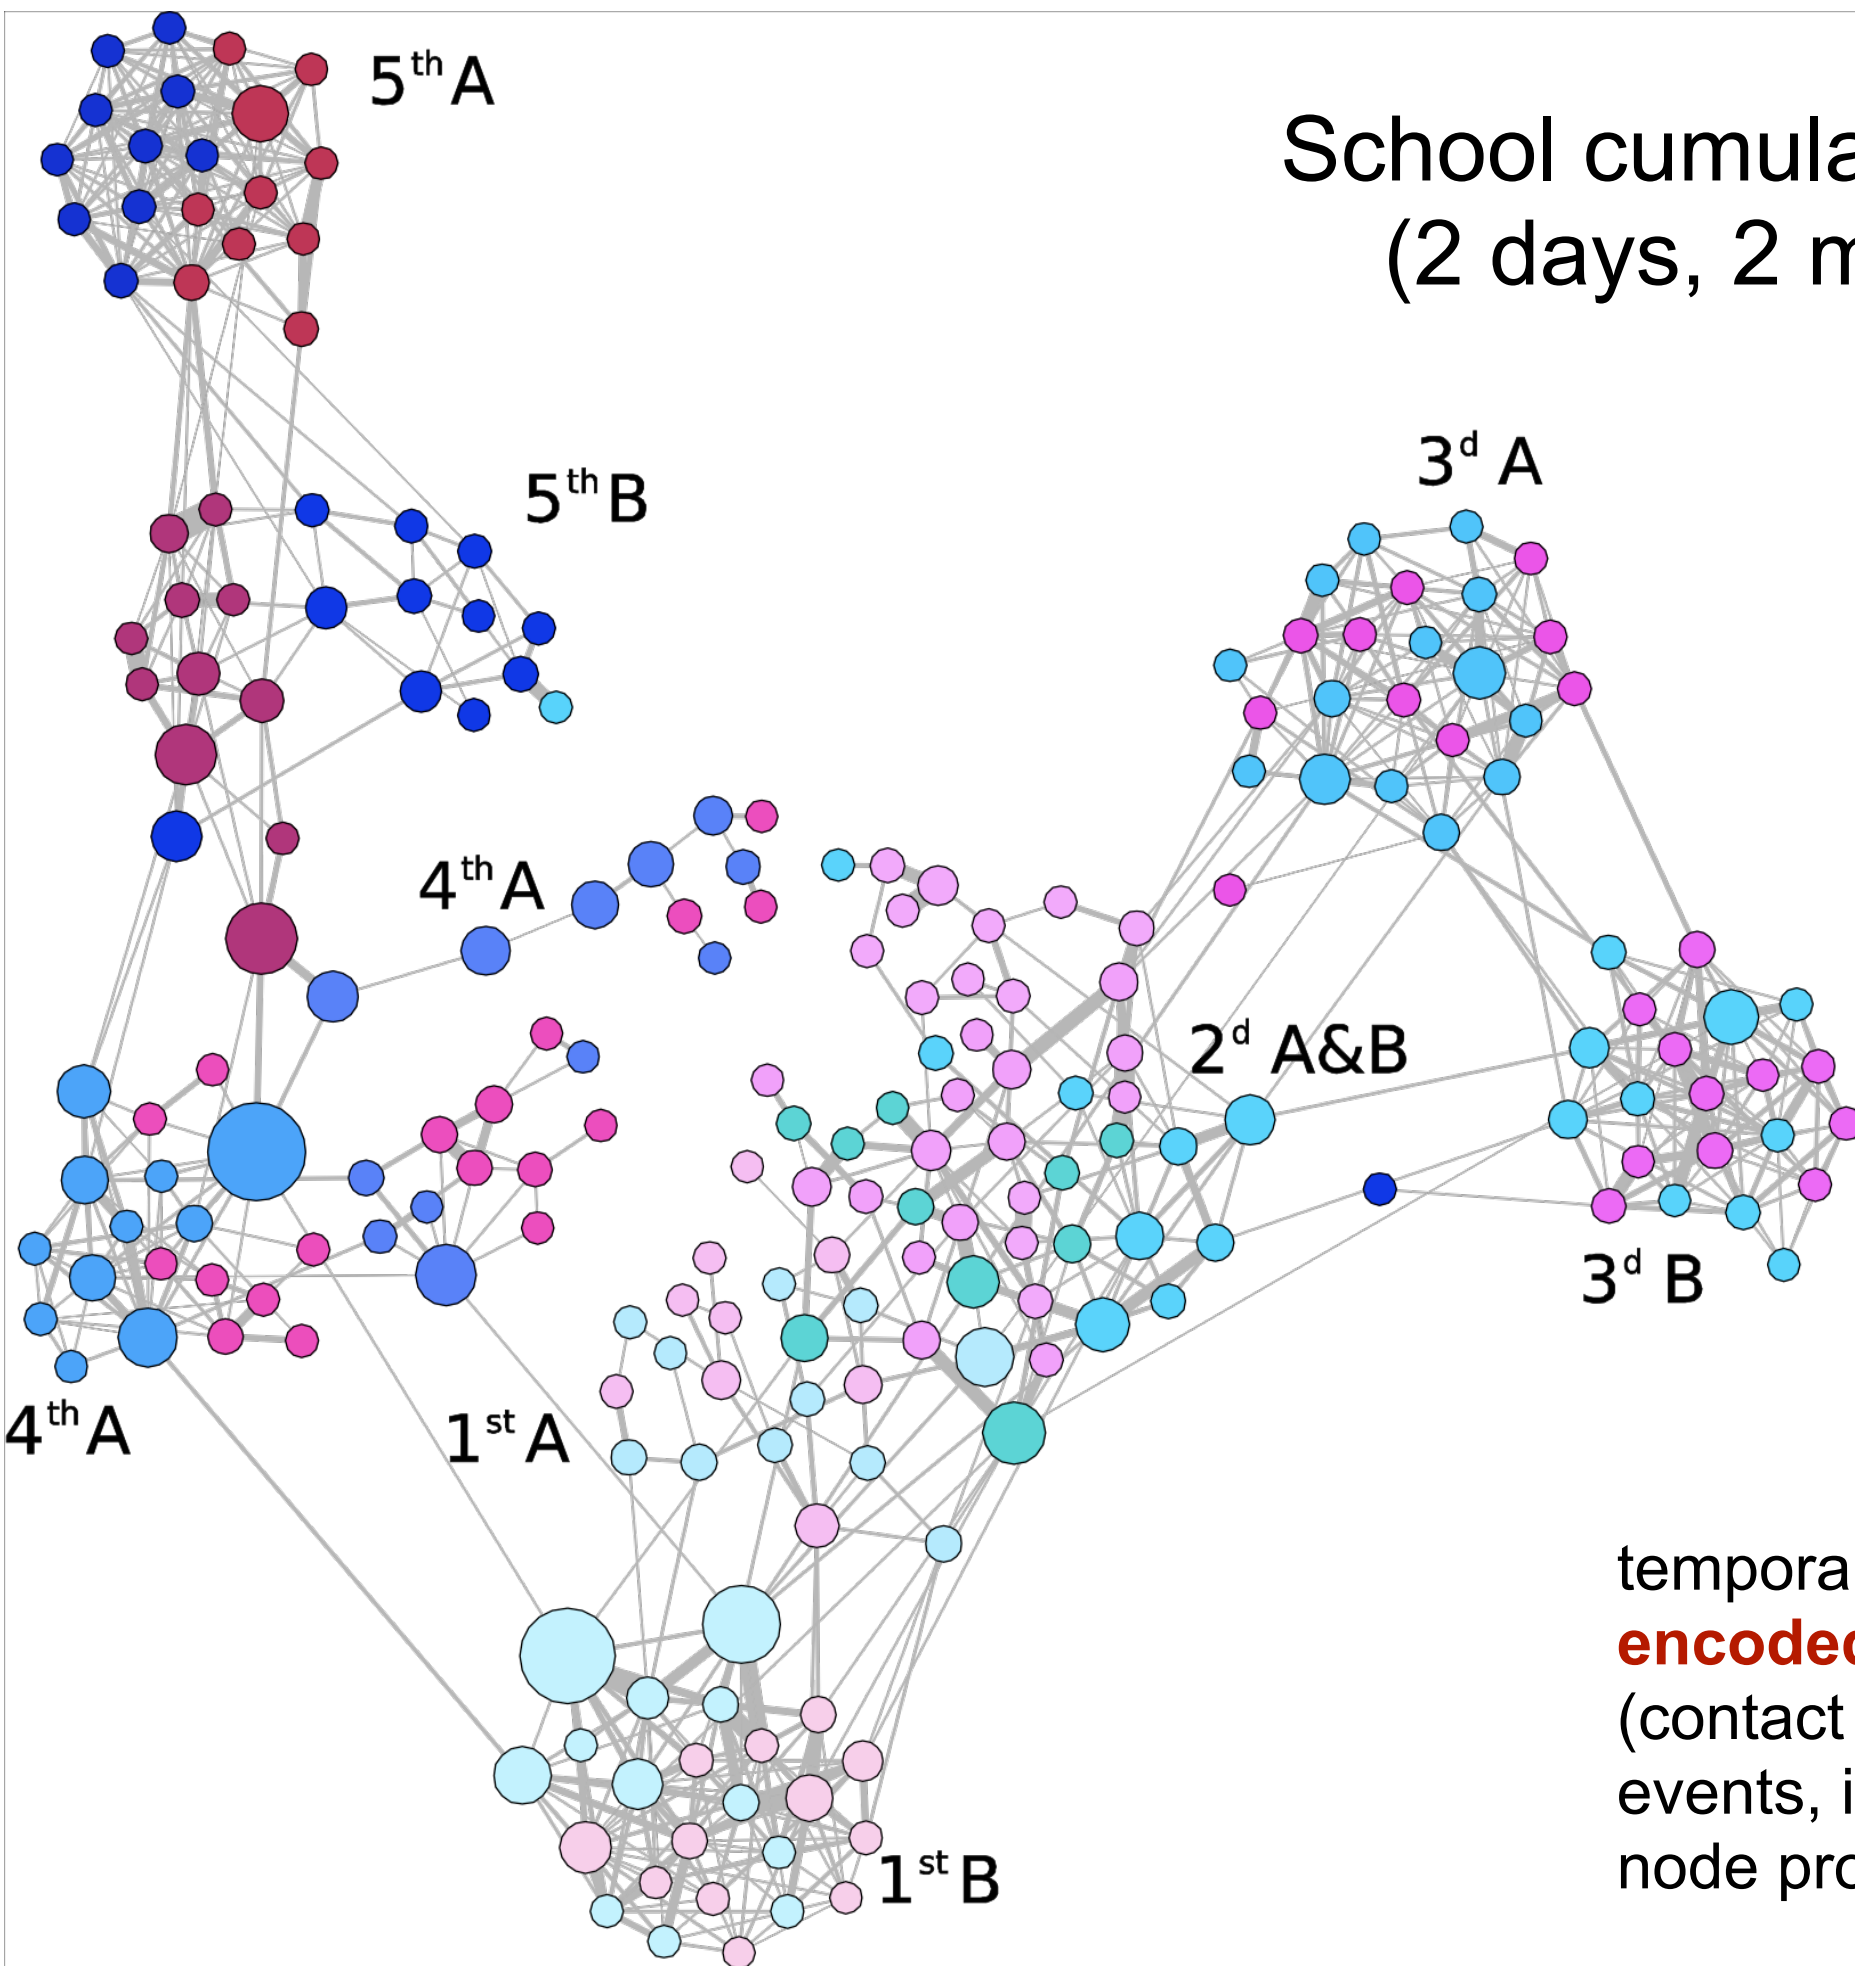 5th A
School cumula
(2 days, 2 m
3d A
5th B
4th A
2d A&B
3d B
4th A
1st A
tempora
encoded
(contact
events, i
node pro
1st B